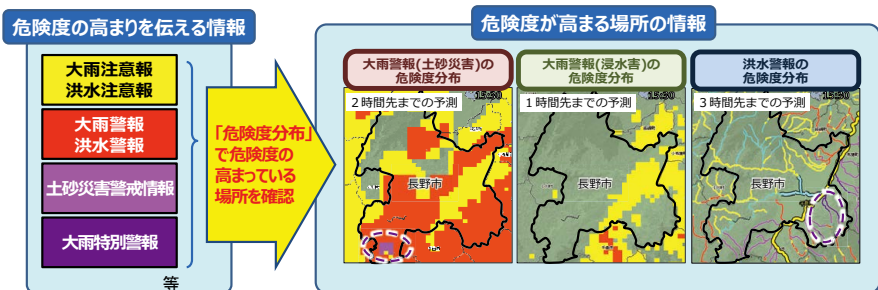 危険度の高まりを伝える情報
大雨注意報
洪水注意報
大雨警報
洪水警報
土砂災害警戒情報
大雨特別警報
等
「危険度分布」
で危険度の
高まっている
場所を確認
危険度が高まる場所の情報
大雨警報(土砂災害)の
危険度分布
15:30
2時間先までの予測
長野市
大雨警報(浸水害)の
危険度分布
15:30
1時間先までの予測
長野市
洪水警報の
危険度分布
15:30
3時間先までの予測
長野市